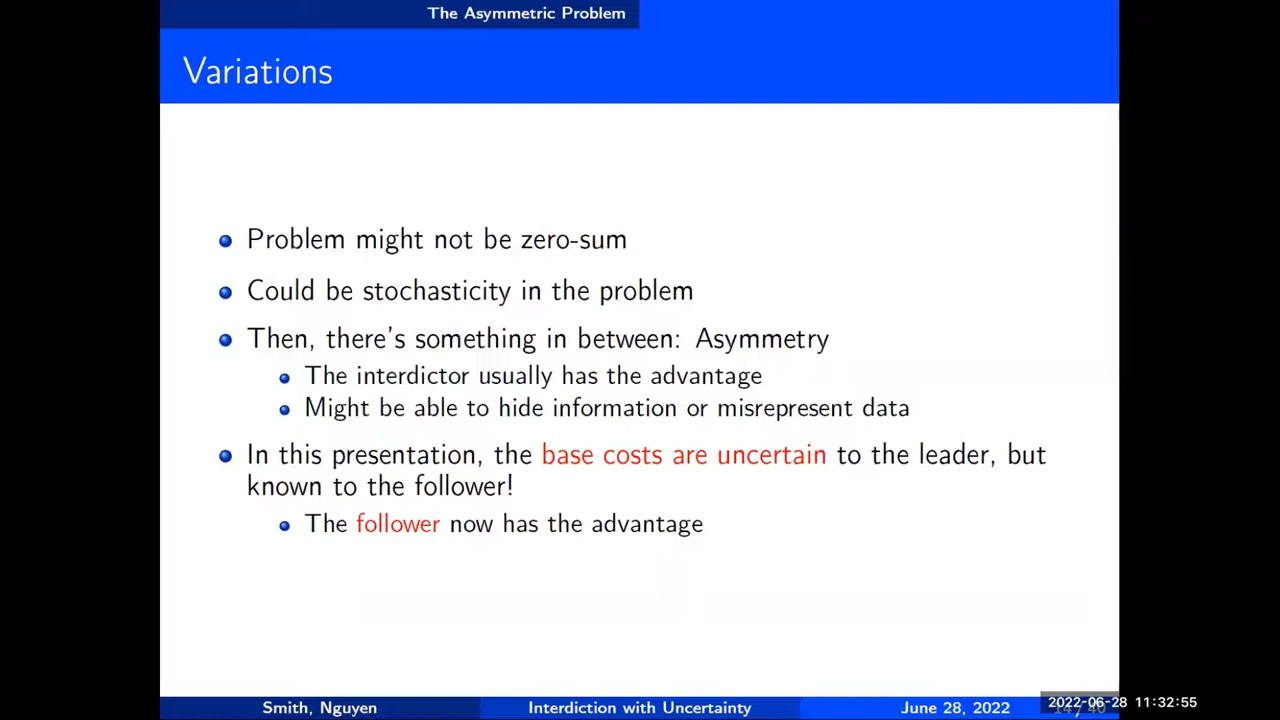 The Asymmetric Problem
Variations
Problem might not be zero-sum
Could be stochasticity in the problem
Then, there's something in between: Asymmetry
The interdictor usually has the advantage
Might be able to hide information or misrepresent data
In this presentation, the base costs are uncertain to the leader, but
known to the follower!
The follower now has the advantage
Smith, Nguyen
Interdiction with Uncertainty
June 28, 2022
2022-06-28 11:32:55